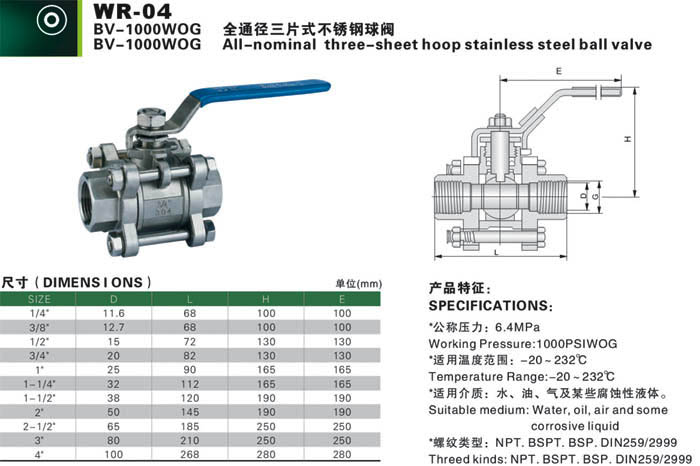 WR-04
BV-1000WOG 全通径三片式不锈钢球阀
BV-1000WOG All-nominal three-sheet hoop stainless steel ball valve
3/4"
304
E
H
D
G
L
尺寸(DIMENSIONS) 单位(mm)
SIZE D L H E
1/4" 11.6 68 100 100
3/8" 12.7 68 100 100
1/2" 15 72 130 130
3/4" 20 82 130 130
1" 25 90 165 165
1-1/4" 32 112 165 165
1-1/2" 38 120 190 190
2" 50 145 190 190
2-1/2" 65 185 250 250
3" 80 210 250 250
4" 100 268 280 280
产品特征:
SPECIFICATIONS:
*公称压力: 6.4MPa
Working Pressure:1000PSIWOG
*适用温度范围: -20~232℃
Temperature Range:-20~232℃
*适用介质: 水、油、气及某些腐蚀性液体。
Suitable medium: Water, oil, air and some
corrosive liquid
*螺纹类型: NPT. BSPT. BSP. DIN259/2999
Threed kinds: NPT. BSPT. BSP. DIN259/2999